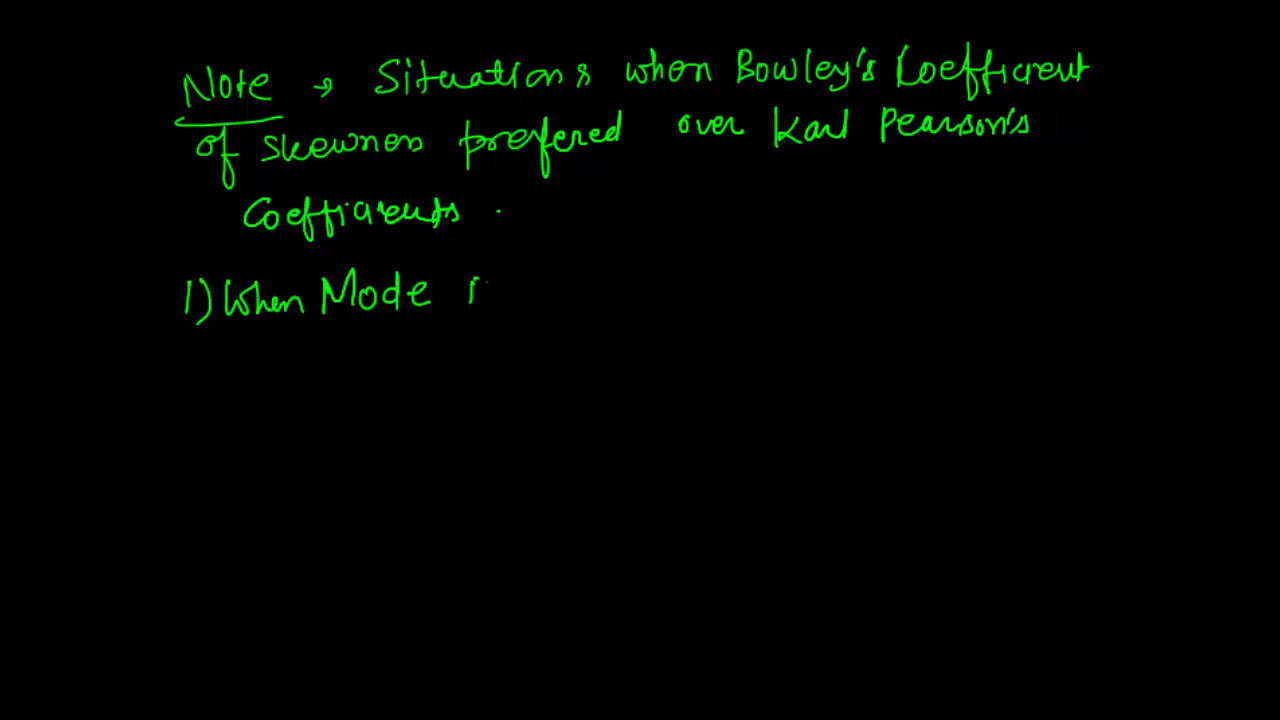 Note → Situations when Bowley's Coefficient
of skewness prefered over Karl Pearson's
Coefficients .
1) When Mode i